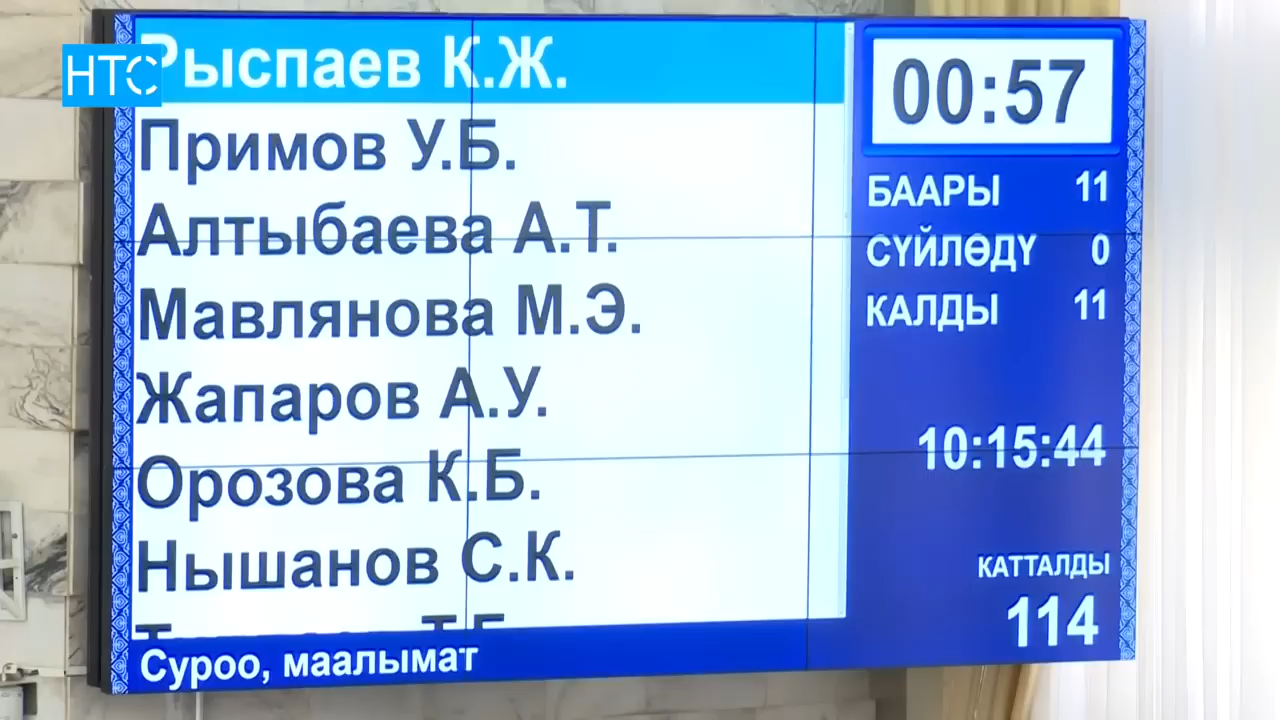 НТС
Рыспаев К.Ж.
Примов У.Б.
Алтыбаева А.Т.
Мавлянова М.Э.
Жапаров А.У.
Орозова К.Б.
Нышанов С.К.
Суроо, маалымат
00:57
БААРЫ 11
СҮЙЛӨДҮ 0
КАЛДЫ 11
10:15:44
КАТТАЛДЫ
114